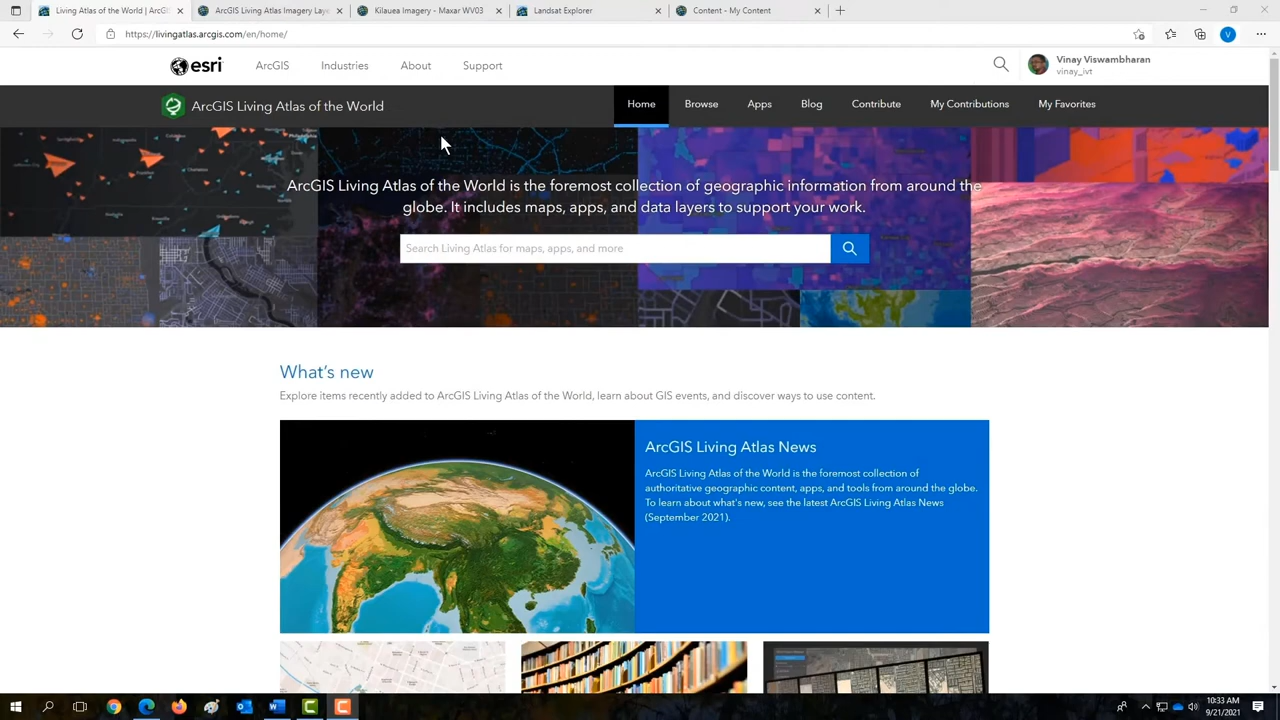 Living Atlas of the World | ArcG
ArcGIS Living Atlas Imagery Laye
Kilauea Imagery - Maxar WV03
Landsat Explorer
Content - My Content
https://livingatlas.arcgis.com/en/home/
V
esri
ArcGIS
Industries
About
Support
Vinay Viswambharan
vinay_ivt
ArcGIS Living Atlas of the World
Home
Browse
Apps
Blog
Contribute
My Contributions
My Favorites
ArcGIS Living Atlas of the World is the foremost collection of geographic information from around the
globe. It includes maps, apps, and data layers to support your work.
Search Living Atlas for maps, apps, and more
What's new
Explore items recently added to ArcGIS Living Atlas of the World, learn about GIS events, and discover ways to use content.
ArcGIS Living Atlas News
ArcGIS Living Atlas of the World is the foremost collection of
authoritative geographic content, apps, and tools from around the globe.
To learn about what's new, see the latest ArcGIS Living Atlas News
(September 2021).
10:33 AM
9/21/2021